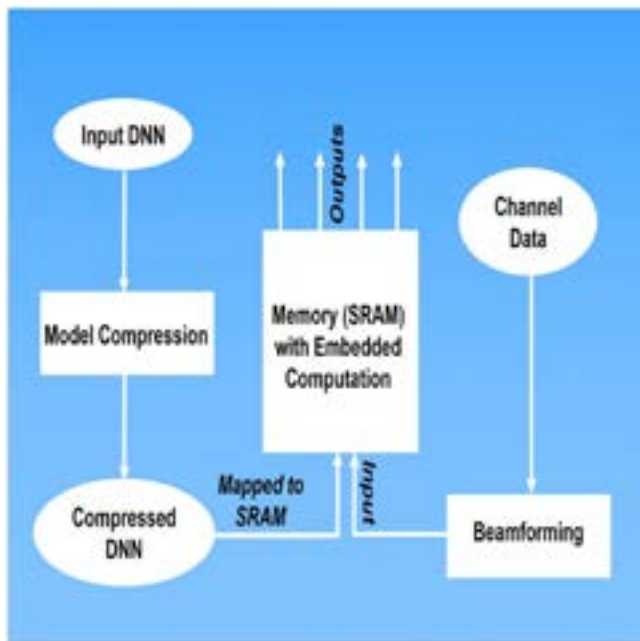 Input DNN
Outputs
Channel
Data
Model Compression
Memory (SRAM)
with Embedded
Computation
Mapped to
SRAM
Input
Compressed
DNN
Beamforming